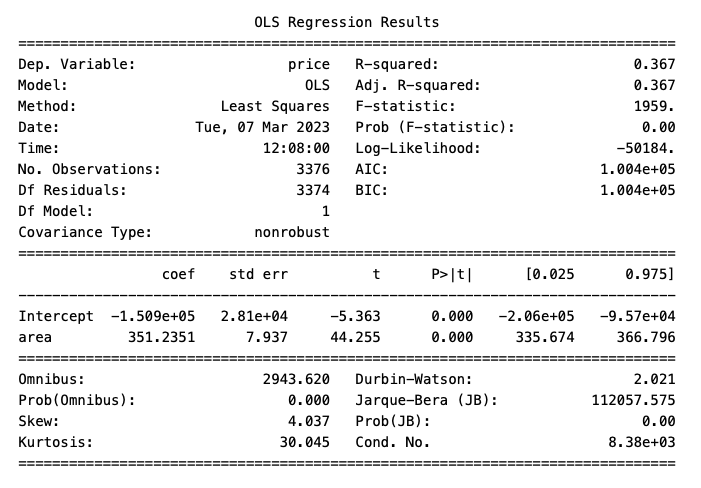 OLS Regression Results
==============================================================================
Dep. Variable:                  price   R-squared:                       0.367
Model:                            OLS   Adj. R-squared:                  0.367
Method:                 Least Squares   F-statistic:                     1959.
Date:                Tue, 07 Mar 2023   Prob (F-statistic):               0.00
Time:                        12:08:00   Log-Likelihood:                -50184.
No. Observations:                3376   AIC:                         1.004e+05
Df Residuals:                    3374   BIC:                         1.004e+05
Df Model:                           1
Covariance Type:            nonrobust
==============================================================================
                 coef    std err          t      P>|t|      [0.025      0.975]
------------------------------------------------------------------------------
Intercept  -1.509e+05   2.81e+04     -5.363      0.000   -2.06e+05   -9.57e+04
area         351.2351      7.937     44.255      0.000     335.674     366.796
==============================================================================
Omnibus:                     2943.620   Durbin-Watson:                   2.021
Prob(Omnibus):                  0.000   Jarque-Bera (JB):           112057.575
Skew:                           4.037   Prob(JB):                         0.00
Kurtosis:                      30.045   Cond. No.                     8.38e+03
==============================================================================